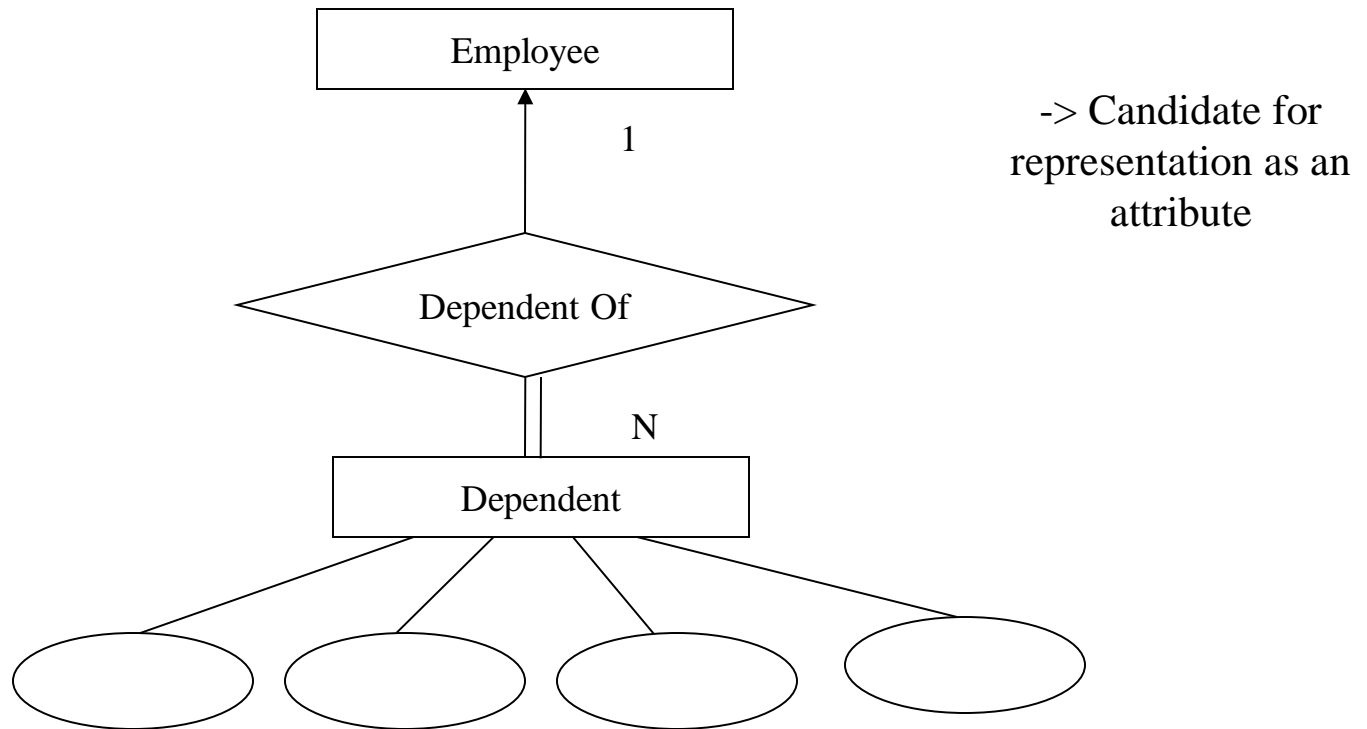 Employee
-> Candidate for
representation as an
attribute
1
Dependent Of
N
Dependent